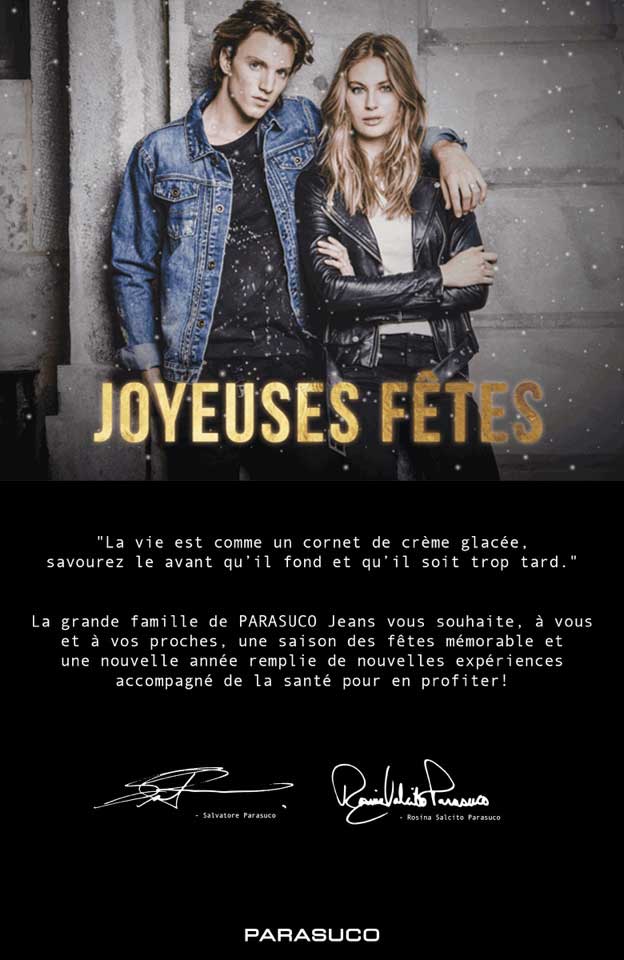 JOYEUSES FÊTES
"La vie est comme un cornet de crème glacée,
savourez le avant qu'il fond et qu'il soit trop tard."
La grande famille de PARASUCO Jeans vous souhaite, à vous
et à vos proches, une saison des fêtes mémorable et
une nouvelle année remplie de nouvelles expériences
accompagné de la santé pour en profiter!
Rosina Salcito Parasuco
- Salvatore Parasuco
- Rosina Salcito Parasuco
PARASUCO